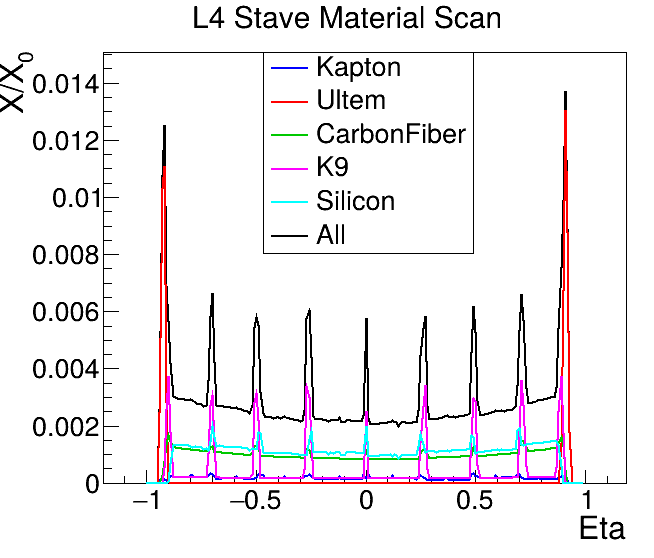 L4 Stave Material Scan
X/X0
Kapton
Ultem
CarbonFiber
K9
Silicon
All
0.014
0.012
0.01
0.008
0.006
0.004
0.002
0
−1
−0.5
0
0.5
1
Eta